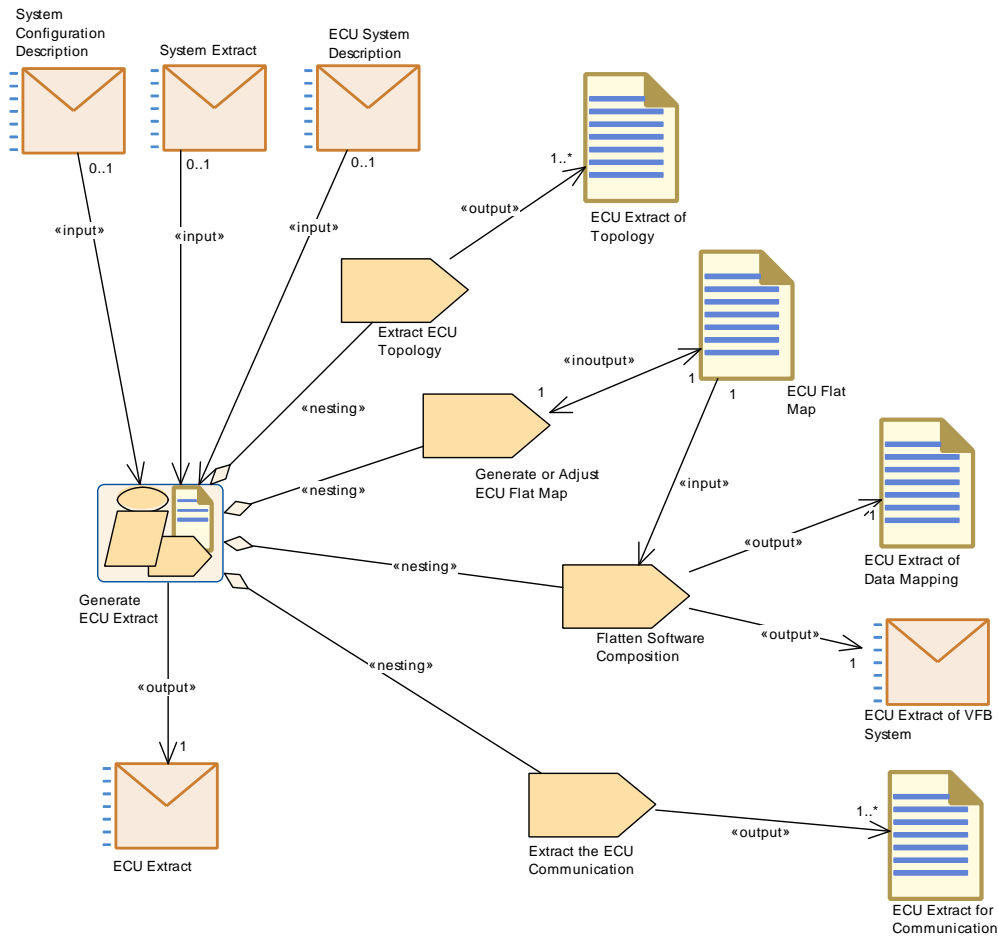 System
Configuration
Description
System Extract
ECU System
Description
0..1
0..1
0..1
1..*
«input»
«input»
«input»
«output»
ECU Extract of
Topology
Extract ECU
Topology
«inoutput»
1
1
1
ECU Flat
Map
«nesting»
Generate or Adjust
ECU Flat Map
«nesting»
«input»
1
«output»
ECU Extract of
Data Mapping
«nesting»
Generate
ECU Extract
Flatten Software
Composition
«output»
1
«nesting»
ECU Extract of VFB
System
«output»
1
ECU Extract
Extract the ECU
Communication
1..*
«output»
ECU Extract for
Communication